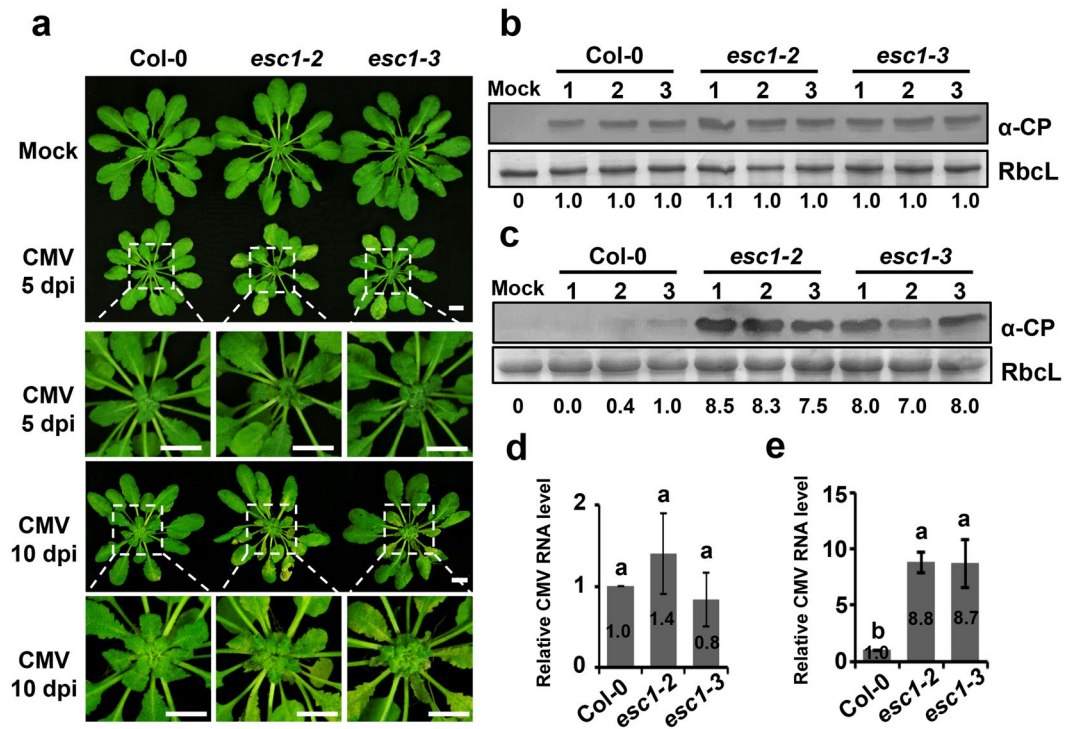 a
Col-0 esc1-2 esc1-3
Mock
CMV
5 dpi
CMV
5 dpi
CMV
10 dpi
CMV
10 dpi
b
Col-0 esc1-2 esc1-3
Mock 1 2 3 1 2 3 1 2 3
α-CP
RbcL
0 1.0 1.0 1.0 1.1 1.0 1.0 1.0 1.0 1.0
c
Col-0 esc1-2 esc1-3
Mock 1 2 3 1 2 3 1 2 3
α-CP
RbcL
0 0.0 0.4 1.0 8.5 8.3 7.5 8.0 7.0 8.0
d
Relative CMV RNA level
2
1
0
a a a
1.0 1.4 0.8
Col-0 esc1-2 esc1-3
e
Relative CMV RNA level
15
10
5
0
b a a
1.0 8.8 8.7
Col-0 esc1-2 esc1-3